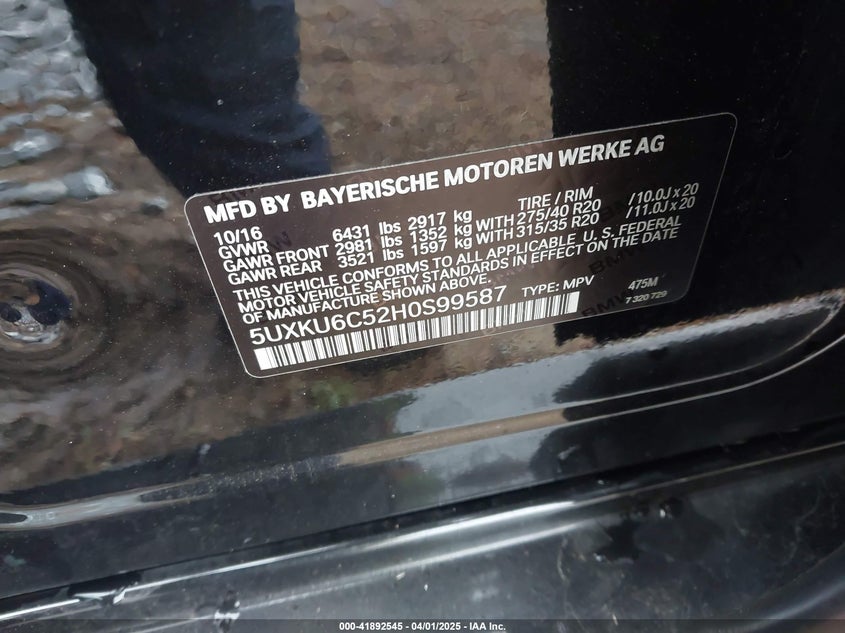 MFD BY BAYERISCHE MOTOREN WERKE AG
10/16 TIRE / RIM
GVWR 6431 lbs 2917 kg
GAWR FRONT 2981 lbs 1352 kg WITH 275/40 R20 /10.0J x 20
GAWR REAR 3521 lbs 1597 kg WITH 315/35 R20 /11.0J x 20
THIS VEHICLE CONFORMS TO ALL APPLICABLE U. S. FEDERAL
MOTOR VEHICLE SAFETY STANDARDS IN EFFECT ON THE DATE
OF MANUFACTURE SHOWN ABOVE.
5UXKU6C52H0S99587 TYPE: MPV 475M
7 320 729
000-41892545 - 04/01/2025 - IAA Inc.